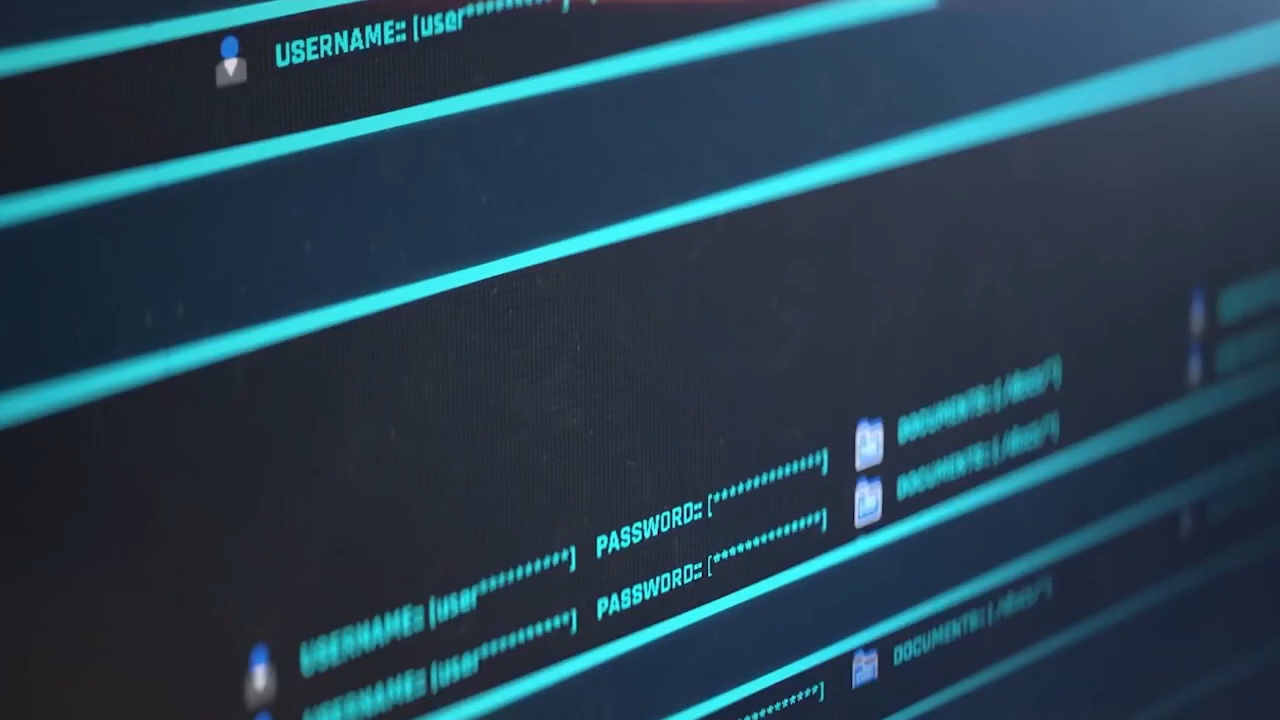 USERNAME:: [user**********]
USERNAME:: [user**********] PASSWORD:: [*************] DOCUMENTS: [/docs/*]
USERNAME:: [user**********] PASSWORD:: [*************] DOCUMENTS: [/docs/*]
**********] DOCUMENTS: [/docs/*]